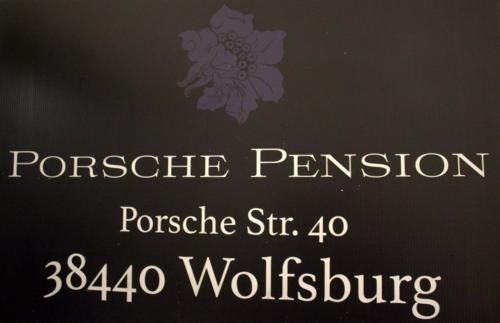 PORSCHE PENSION
Porsche Str. 40
38440 Wolfsburg